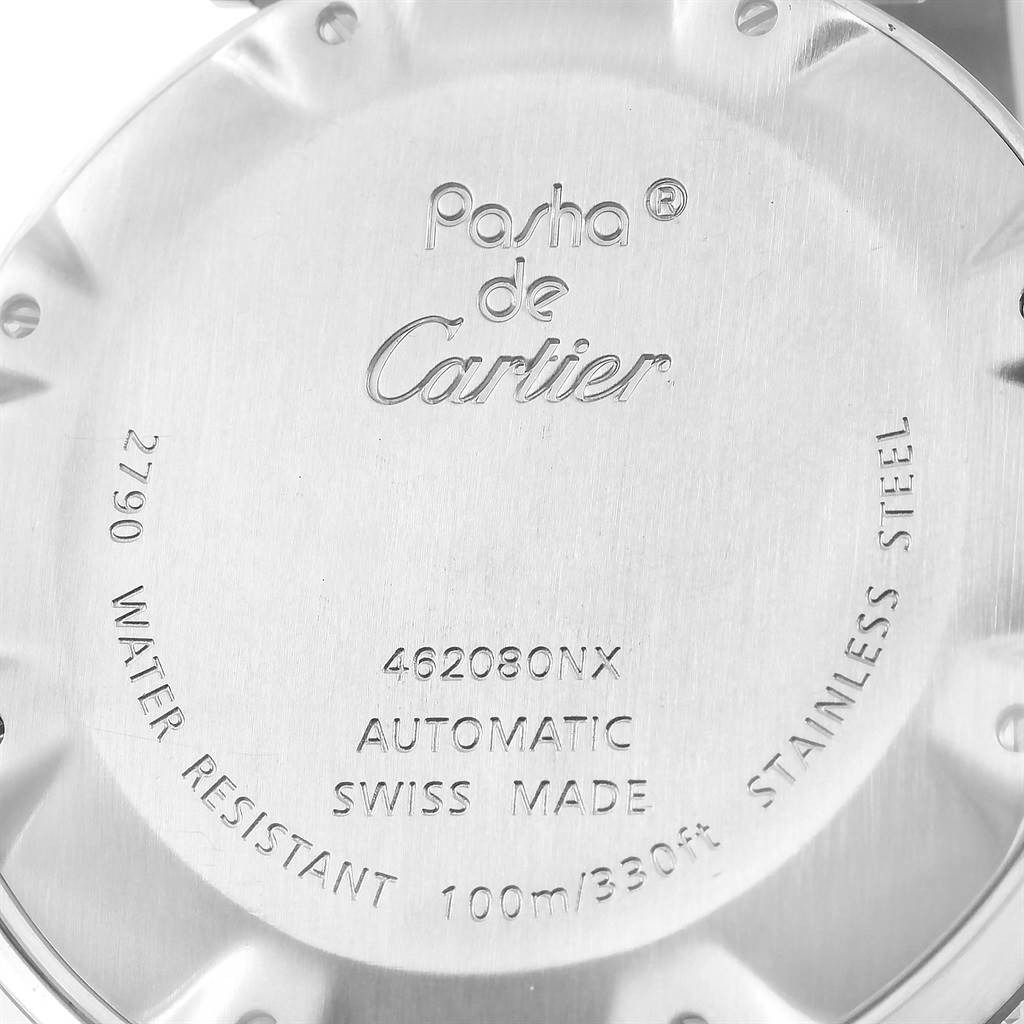 Pasha®
de
Cartier
462080NX
AUTOMATIC
SWISS MADE
2790 WATER RESISTANT 100m/330ft STAINLESS STEEL